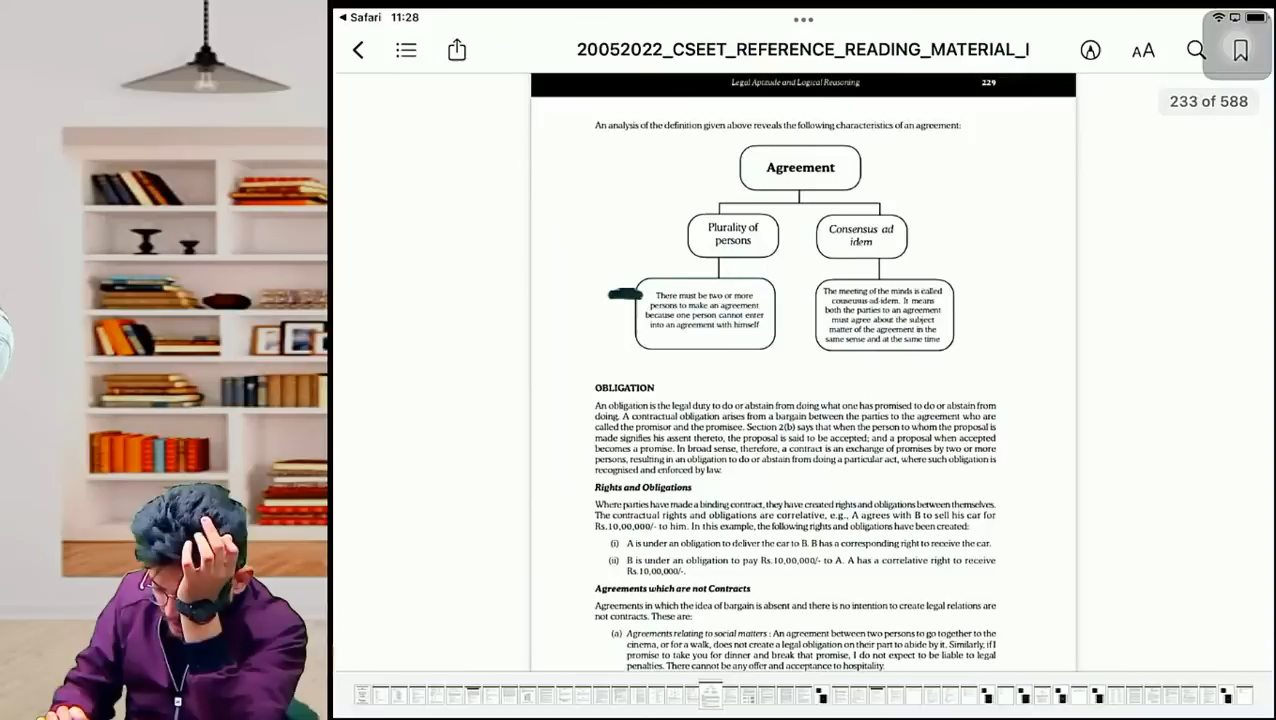 Safari 11:28
20052022_CSEET_REFERENCE_READING_MATERIAL_I
AA
233 of 588
Legal Aptitude and Logical Reasoning 229
An analysis of the definition given above reveals the following characteristics of an agreement:
Agreement
Plurality of
persons
Consensus ad
idem
There must be two or more
persons to make an agreement
because one person cannot enter
into an agreement with himself
The meeting of the minds is called
consensus-ad-idem. It means
both the parties to an agreement
must agree about the subject
matter of the agreement in the
same sense and at the same time
OBLIGATION
An obligation is the legal duty to do or abstain from doing what one has promised to do or abstain from
doing. A contractual obligation arises from a bargain between the parties to the agreement who are
called the promisor and the promisee. Section 2(b) says that when the person to whom the proposal is
made signifies his assent thereto, the proposal is said to be accepted; and a proposal when accepted
becomes a promise. In broad sense, therefore, a contract is an exchange of promises by two or more
persons, resulting in an obligation to do or abstain from doing a particular act, where such obligation is
recognised and enforced by law.
Rights and Obligations
Where parties have made a binding contract, they have created rights and obligations between themselves.
The contractual rights and obligations are correlative, e.g., A agrees with B to sell his car for
Rs.10,00,000/- to him. In this example, the following rights and obligations have been created:
(i) A is under an obligation to deliver the car to B. B has a corresponding right to receive the car.
(ii) B is under an obligation to pay Rs.10,00,000/- to A. A has a correlative right to receive
Rs.10,00,000/-.
Agreements which are not Contracts
Agreements in which the idea of bargain is absent and there is no intention to create legal relations are
not contracts. These are:
(a) Agreements relating to social matters : An agreement between two persons to go together to the
cinema, or for a walk, does not create a legal obligation on their part to abide by it. Similarly, if I
promise to take you for dinner and break that promise, I do not expect to be liable to legal
penalties. There cannot be any offer and acceptance to hospitality.